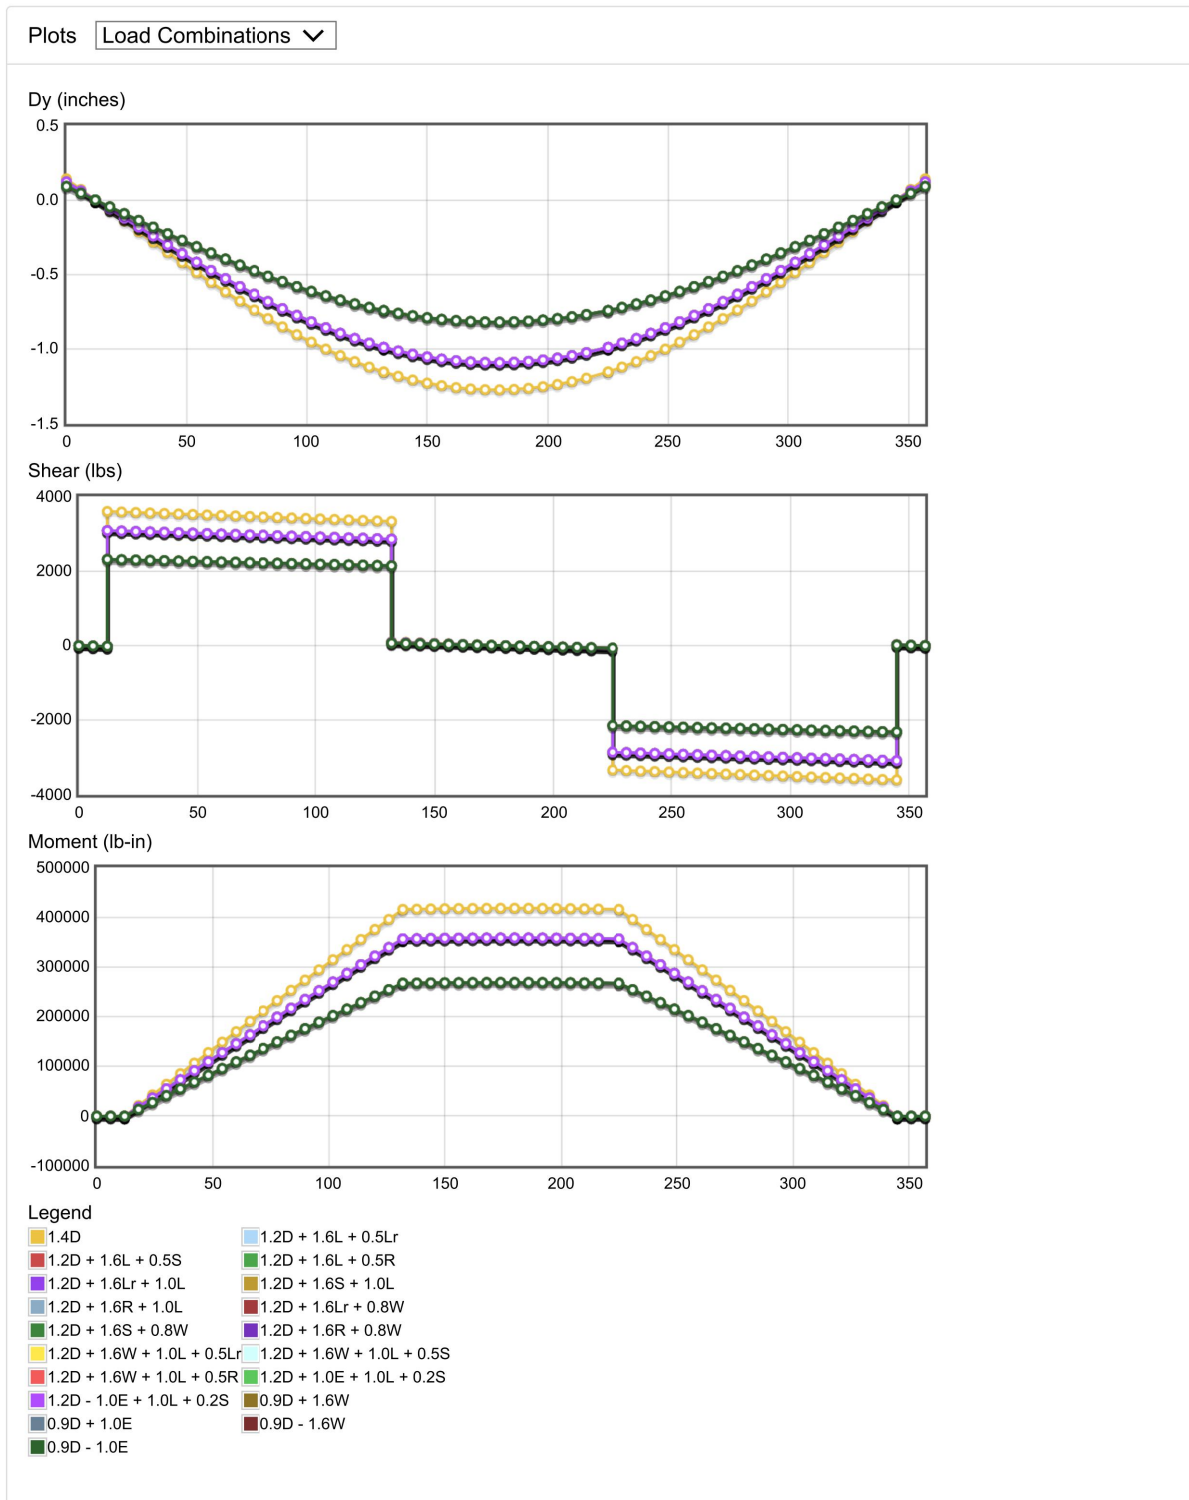 Plots Load Combinations
Dy (inches)
0.5
0.0
-0.5
-1.0
-1.5
0 50 100 150 200 250 300 350
Shear (lbs)
4000
2000
0
-2000
-4000
0 50 100 150 200 250 300 350
Moment (lb-in)
500000
400000
300000
200000
100000
0
-100000
0 50 100 150 200 250 300 350
Legend
1.4D 1.2D + 1.6L + 0.5Lr
1.2D + 1.6L + 0.5S 1.2D + 1.6L + 0.5R
1.2D + 1.6Lr + 1.0L 1.2D + 1.6S + 1.0L
1.2D + 1.6R + 1.0L 1.2D + 1.6Lr + 0.8W
1.2D + 1.6S + 0.8W 1.2D + 1.6R + 0.8W
1.2D + 1.6W + 1.0L + 0.5Lr 1.2D + 1.6W + 1.0L + 0.5S
1.2D + 1.6W + 1.0L + 0.5R 1.2D + 1.0E + 1.0L + 0.2S
1.2D - 1.0E + 1.0L + 0.2S 0.9D + 1.6W
0.9D + 1.0E 0.9D - 1.6W
0.9D - 1.0E